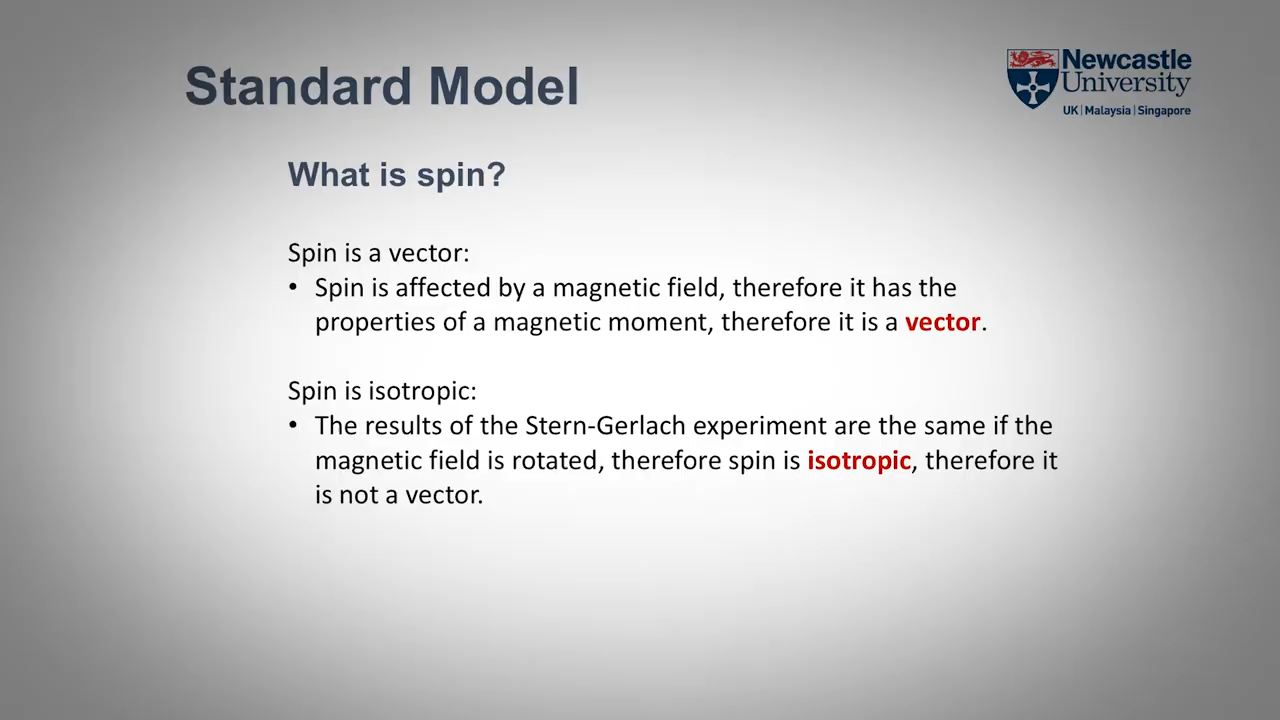 Standard Model
Newcastle
University
UK | Malaysia | Singapore
What is spin?
Spin is a vector:
• Spin is affected by a magnetic field, therefore it has the
properties of a magnetic moment, therefore it is a vector.
Spin is isotropic:
• The results of the Stern-Gerlach experiment are the same if the
magnetic field is rotated, therefore spin is isotropic, therefore it
is not a vector.